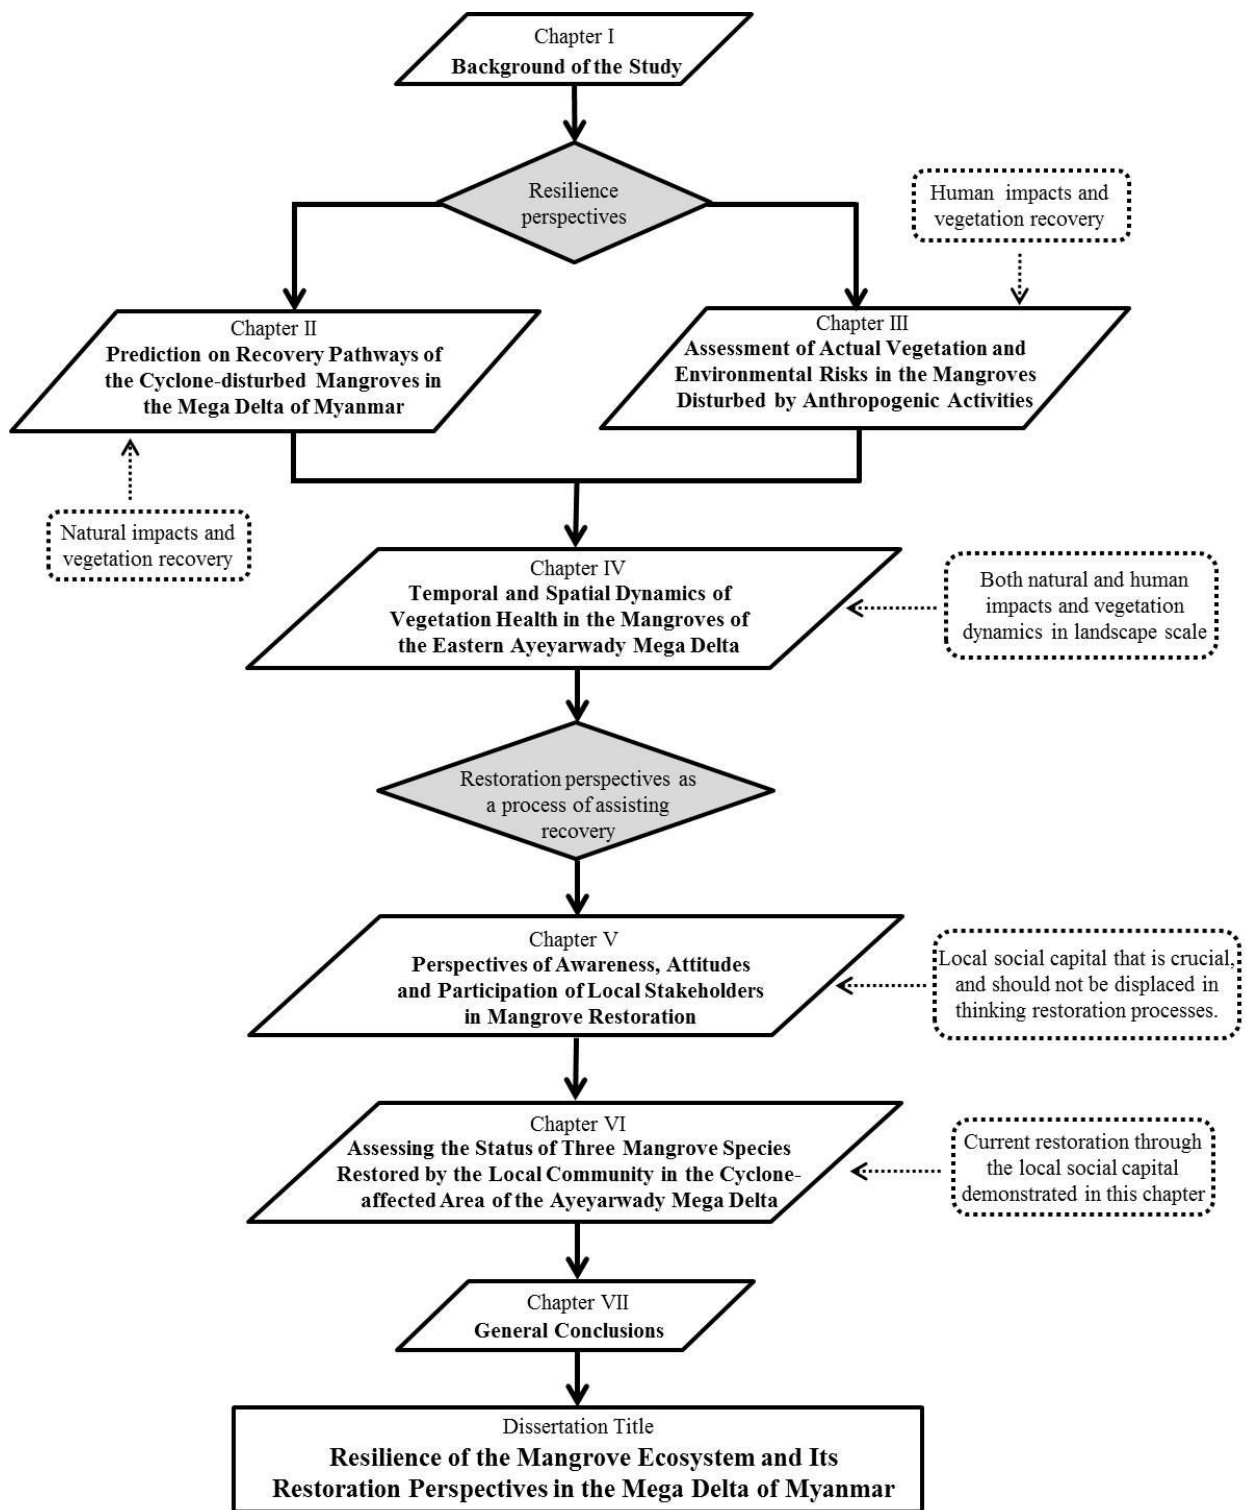 Chapter I
Background of the Study
Resilience
perspectives
Human impacts and
vegetation recovery
Chapter II
Prediction on Recovery Pathways of
the Cyclone-disturbed Mangroves in
the Mega Delta of Myanmar
Chapter III
Assessment of Actual Vegetation and
Environmental Risks in the Mangroves
Disturbed by Anthropogenic Activities
Natural impacts and
vegetation recovery
Chapter IV
Temporal and Spatial Dynamics of
Vegetation Health in the Mangroves of
the Eastern Ayeyarwady Mega Delta
Both natural and human
impacts and vegetation
dynamics in landscape scale
Restoration perspectives as
a process of assisting
recovery
Chapter V
Perspectives of Awareness, Attitudes
and Participation of Local Stakeholders
in Mangrove Restoration
Local social capital that is crucial,
and should not be displaced in
thinking restoration processes.
Chapter VI
Assessing the Status of Three Mangrove Species
Restored by the Local Community in the Cyclone-
affected Area of the Ayeyarwady Mega Delta
Current restoration through
the local social capital
demonstrated in this chapter
Chapter VII
General Conclusions
Dissertation Title
Resilience of the Mangrove Ecosystem and Its
Restoration Perspectives in the Mega Delta of Myanmar